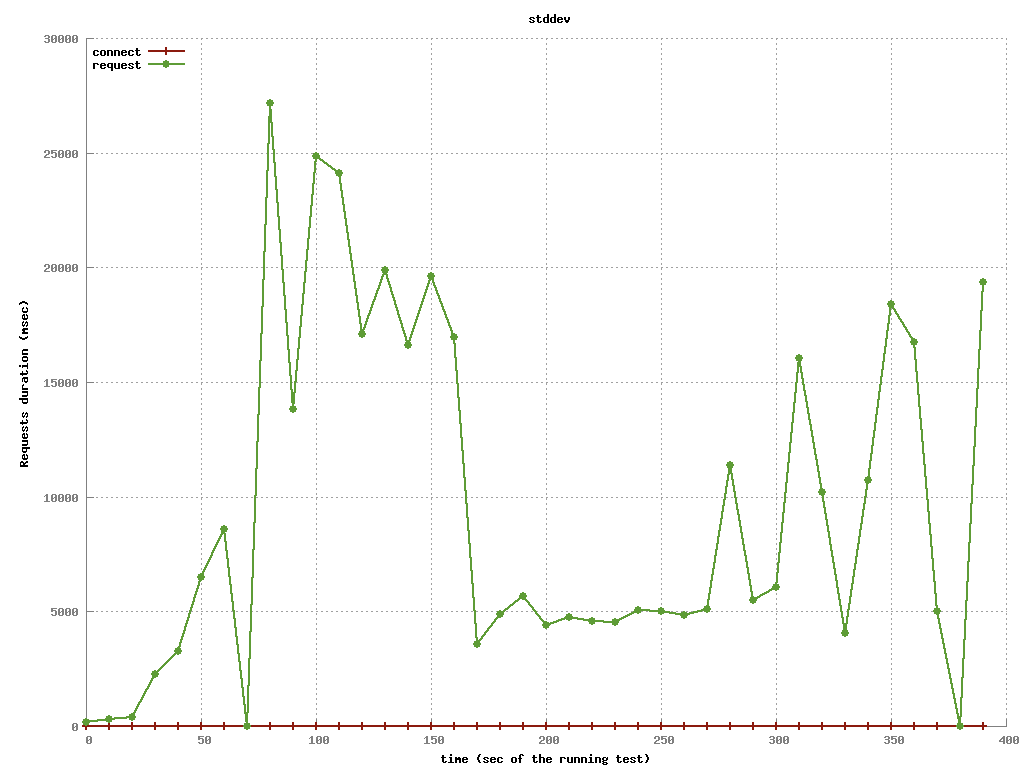 stddev
30000
25000
20000
15000
10000
5000
0
connect
request
Requests duration (msec)
0 50 100 150 200 250 300 350 400
time (sec of the running test)